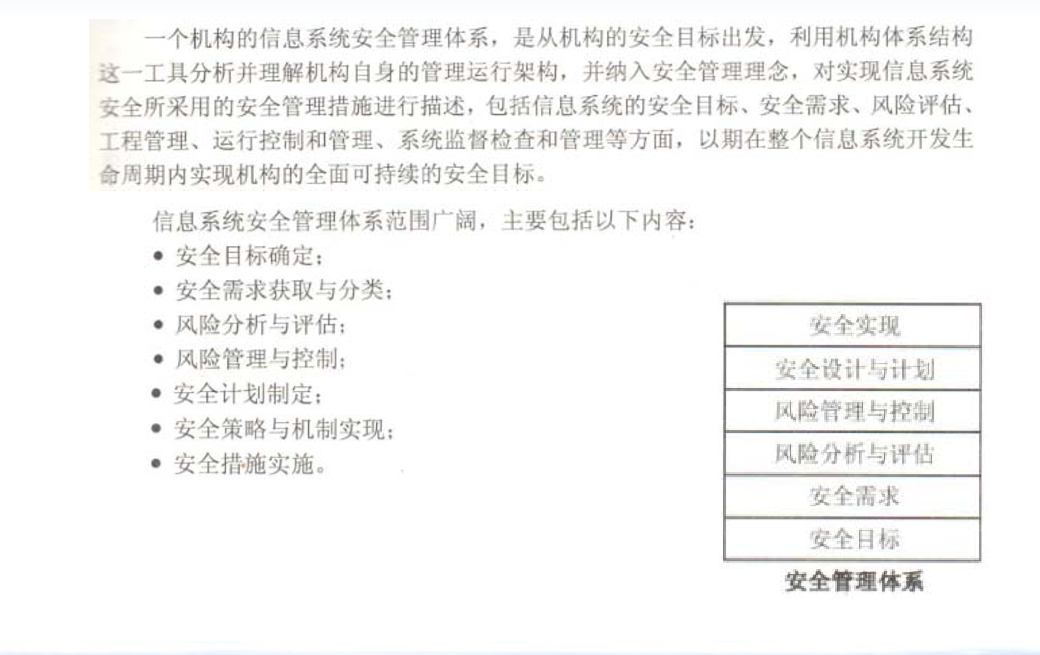 一个机构的信息系统安全管理体系，是从机构的安全目标出发，利用机构体系结构
这一工具分析并理解机构自身的管理运行架构，并纳入安全管理理念，对实现信息系统
安全所采用的安全管理措施进行描述，包括信息系统的安全目标、安全需求、风险评估、
工程管理、运行控制和管理、系统监督检查和管理等方面，以期在整个信息系统开发生
命周期内实现机构的全面可持续的安全目标。
信息系统安全管理体系范围广阔，主要包括以下内容：
• 安全目标确定；
• 安全需求获取与分类；
• 风险分析与评估；
• 风险管理与控制；
• 安全计划制定；
• 安全策略与机制实现；
• 安全措施实施。
安全实现
安全设计与计划
风险管理与控制
风险分析与评估
安全需求
安全目标
安全管理体系